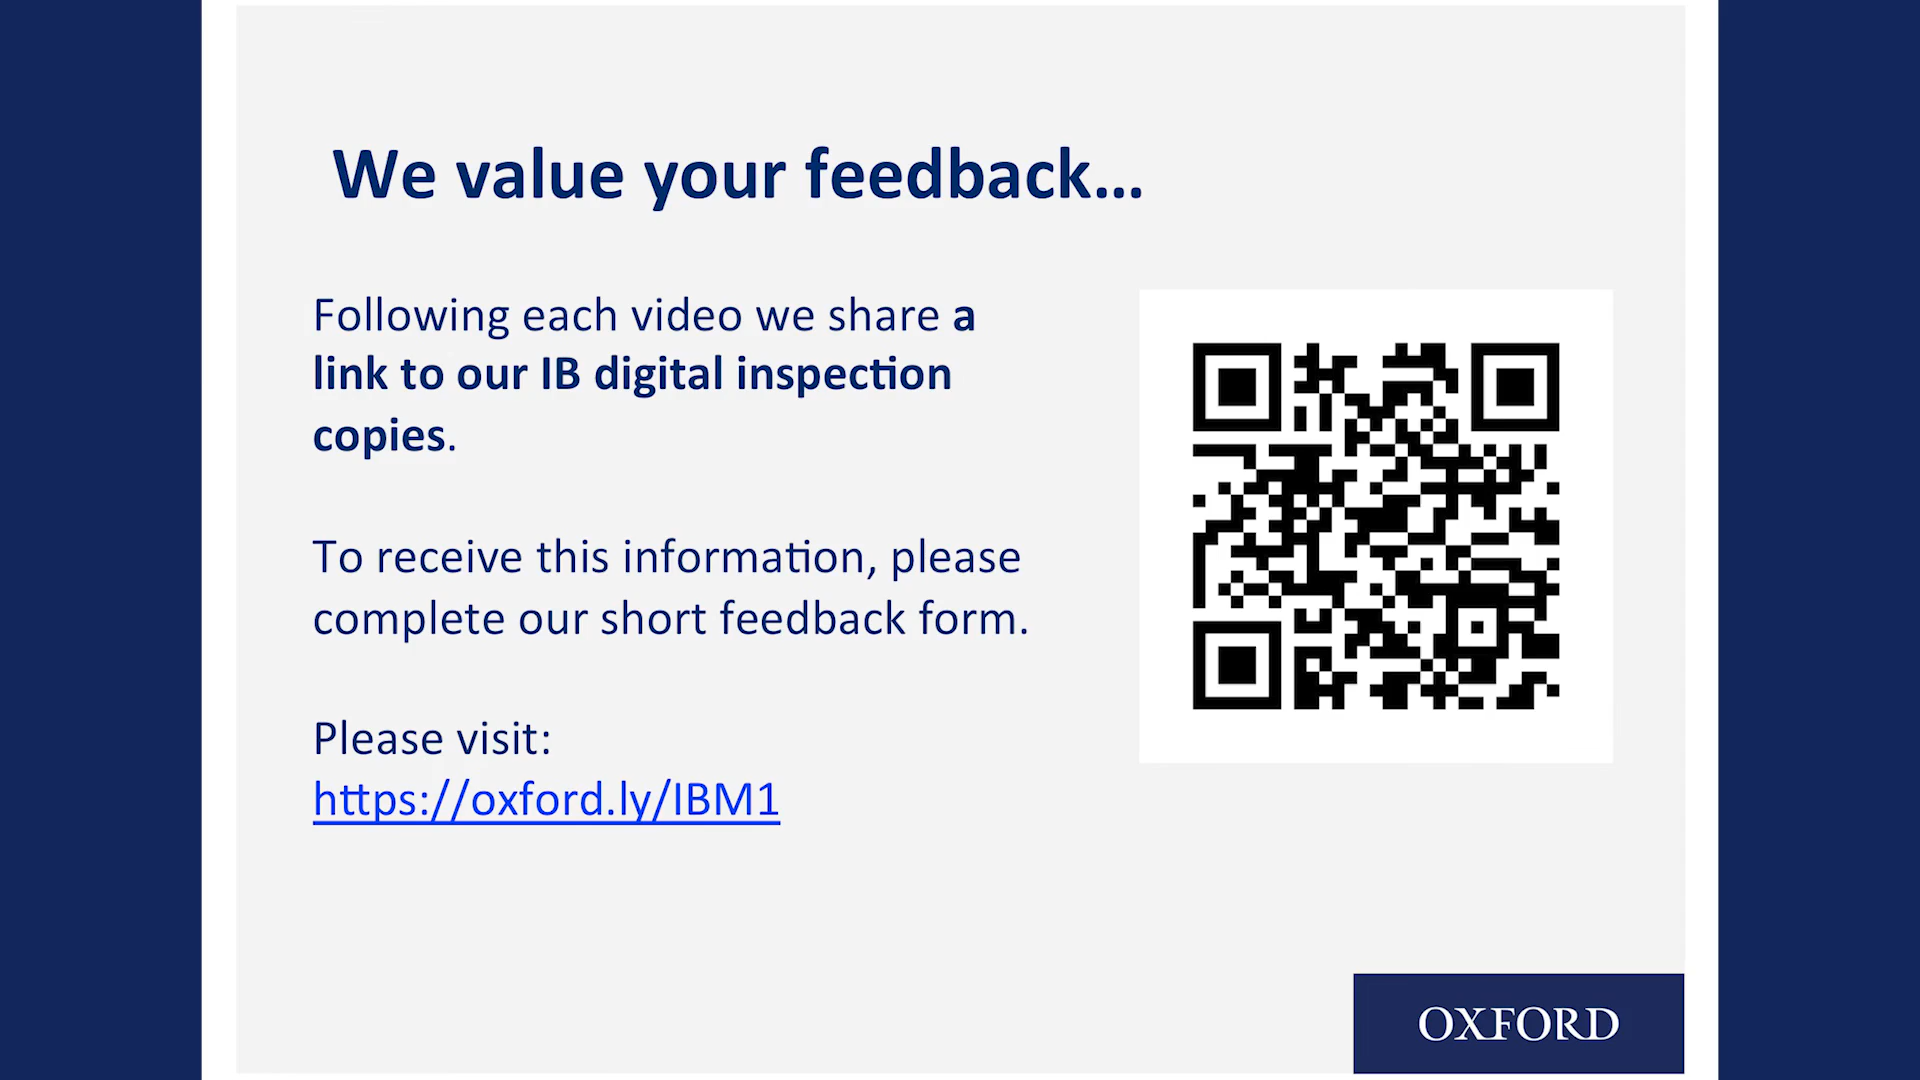 We value your feedback...
Following each video we share a
link to our IB digital inspection
copies.
To receive this information, please
complete our short feedback form.
Please visit:
https://oxford.ly/IBM1
OXFORD